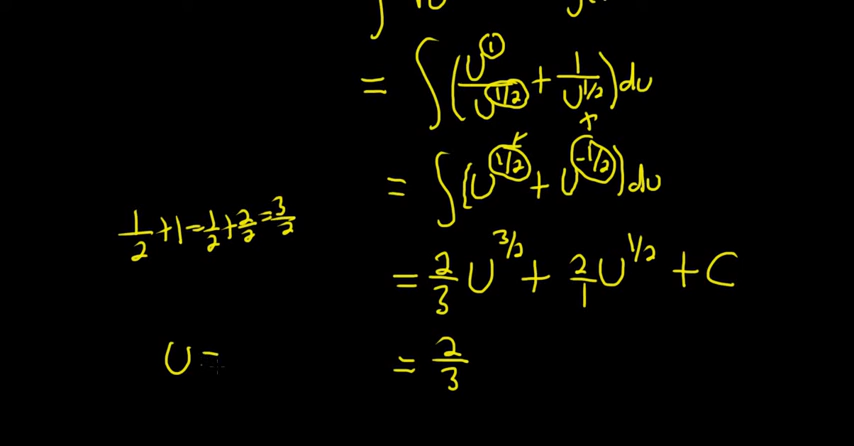 = ∫ (U^1/U^(1/2) + 1/U^(1/2)) du
= ∫ (U^(1/2) + U^(-1/2)) du
1/2 + 1 = 1/2 + 2/2 = 3/2
= 2/3 U^(3/2) + 2/1 U^(1/2) + C
U = 
= 2/3